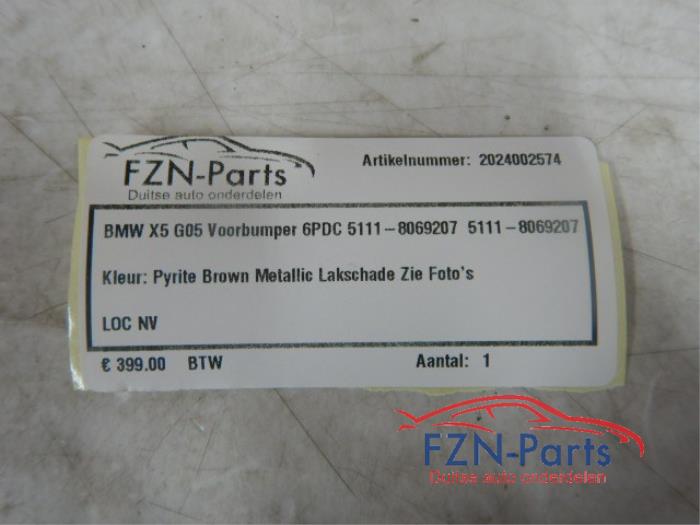 FZN-Parts
Duitse auto onderdelen
Artikelnummer: 2024002574
BMW X5 G05 Voorbumper 6PDC 5111-8069207 5111-8069207
Kleur: Pyrite Brown Metallic Lakschade Zie Foto's
LOC NV
€ 399.00 BTW
Aantal: 1
FZN-Parts
Duitse auto onderdelen